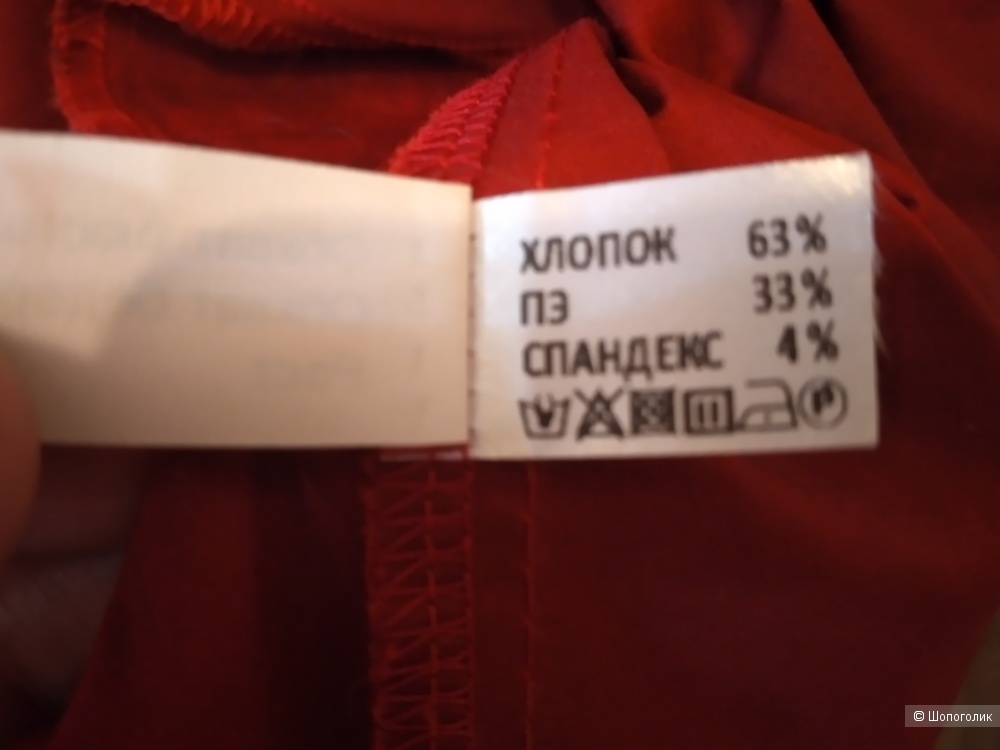 ХЛОПОК 63%
ПЭ 33%
СПАНДЕКС 4%
P
© Шопоголик